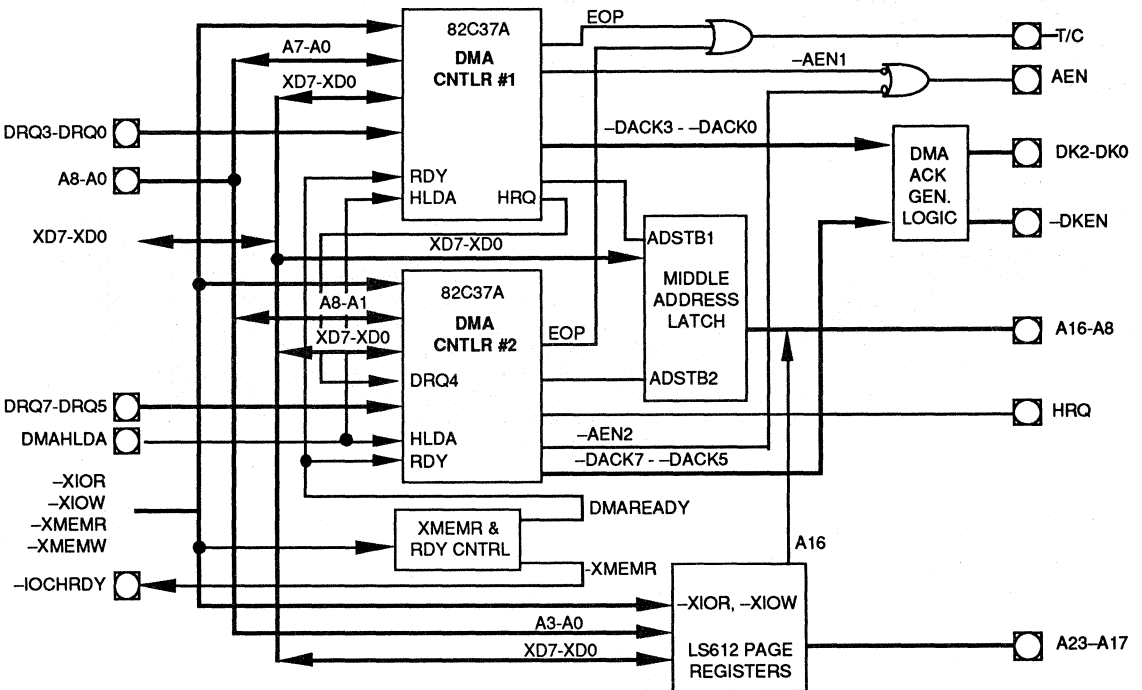 EOP
82C37A
T/C
A7-A0
DMA
CNTLR #1
–AEN1
AEN
XD7-XD0
DRQ3-DRQ0
–DACK3 - –DACK0
DMA
ACK
GEN.
LOGIC
DK2-DK0
A8-A0
RDY
HLDA
HRQ
–DKEN
XD7-XD0
XD7-XD0
ADSTB1
MIDDLE
ADDRESS
LATCH
82C37A
A8-A1
DMA
CNTLR #2
EOP
A16-A8
XD7-XD0
DRQ4
ADSTB2
DRQ7-DRQ5
HRQ
DMAHLDA
HLDA
–AEN2
RDY
–DACK7 - –DACK5
–XIOR
–XIOW
–XMEMR
–XMEMW
DMAREADY
XMEMR &
RDY CNTRL
A16
-XMEMR
–IOCHRDY
–XIOR, –XIOW
A3-A0
XD7-XD0
LS612 PAGE
REGISTERS
A23–A17